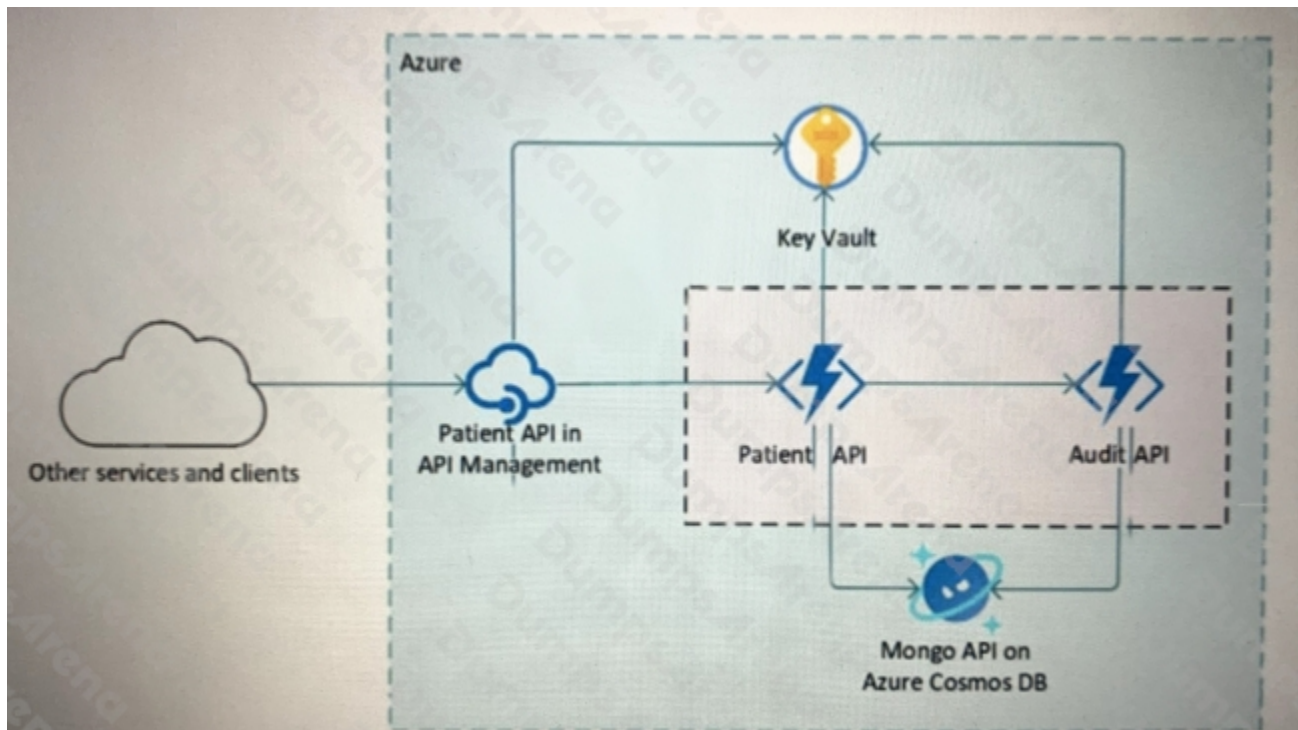 Azure
Key Vault
Other services and clients
Patient API in
API Management
Patient API
Audit API
Mongo API on
Azure Cosmos DB
DumpsArena